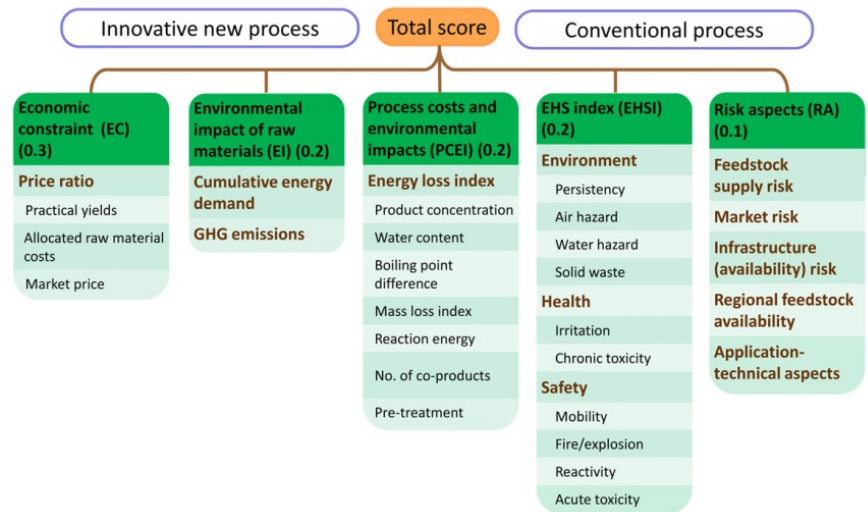 Innovative new process
Total score
Conventional process
Economic
constraint (EC)
(0.3)
Price ratio
Practical yields
Allocated raw material
costs
Market price
Environmental
impact of raw
materials (EI) (0.2)
Cumulative energy
demand
GHG emissions
Process costs and
environmental
impacts (PCEI) (0.2)
Energy loss index
Product concentration
Water content
Boiling point
difference
Mass loss index
Reaction energy
No. of co-products
Pre-treatment
EHS index (EHSI)
(0.2)
Environment
Persistency
Air hazard
Water hazard
Solid waste
Health
Irritation
Chronic toxicity
Safety
Mobility
Fire/explosion
Reactivity
Acute toxicity
Risk aspects (RA)
(0.1)
Feedstock
supply risk
Market risk
Infrastructure
(availability) risk
Regional feedstock
availability
Application-
technical aspects